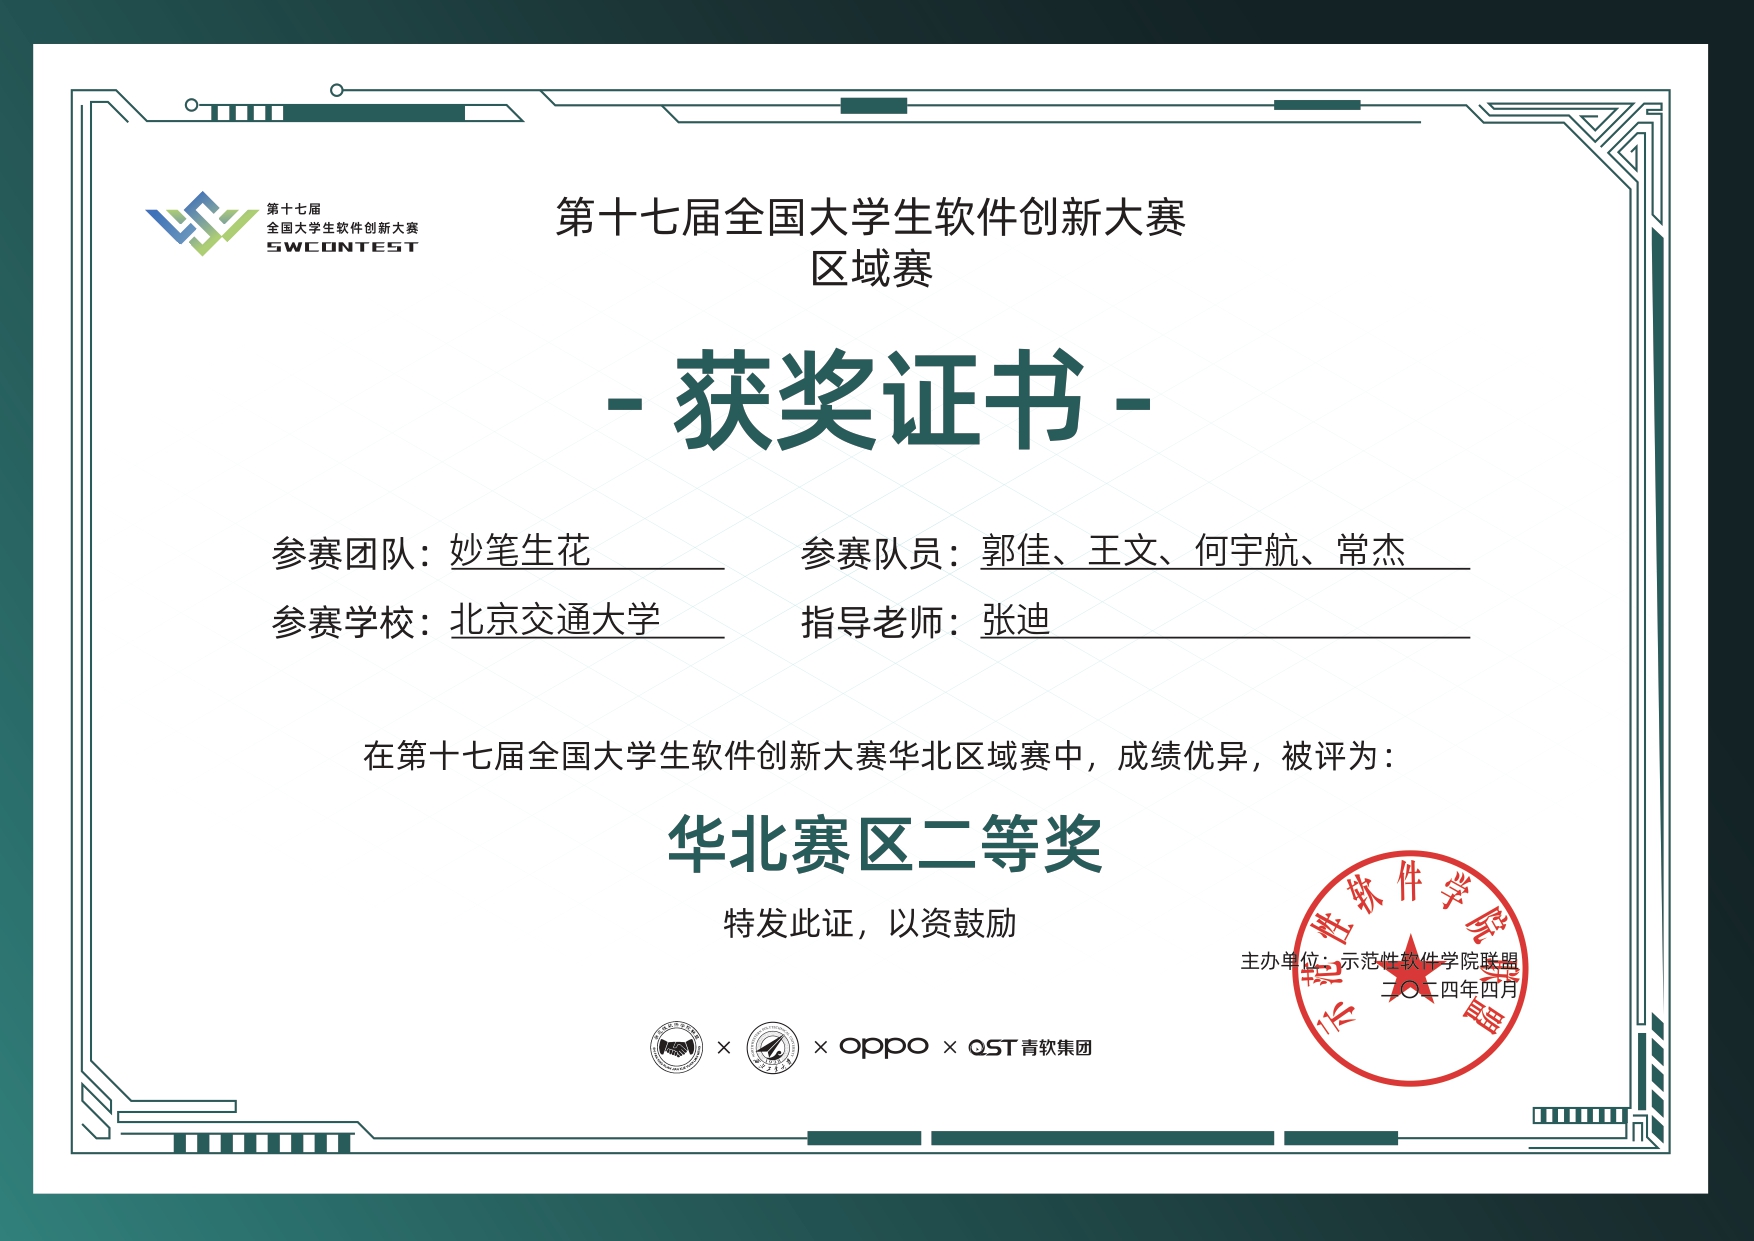 第十七届
全国大学生软件创新大赛
SWCONTEST
第十七届全国大学生软件创新大赛
区域赛
- 获奖证书 -
参赛团队：妙笔生花 参赛队员：郭佳、王文、何宇航、常杰
参赛学校：北京交通大学 指导老师：张迪
在第十七届全国大学生软件创新大赛华北区域赛中，成绩优异，被评为：
华北赛区二等奖
特发此证，以资鼓励
示范性软件学院联盟
主办单位：示范性软件学院联盟
二〇二四年四月
× × oppo × QST青软集团